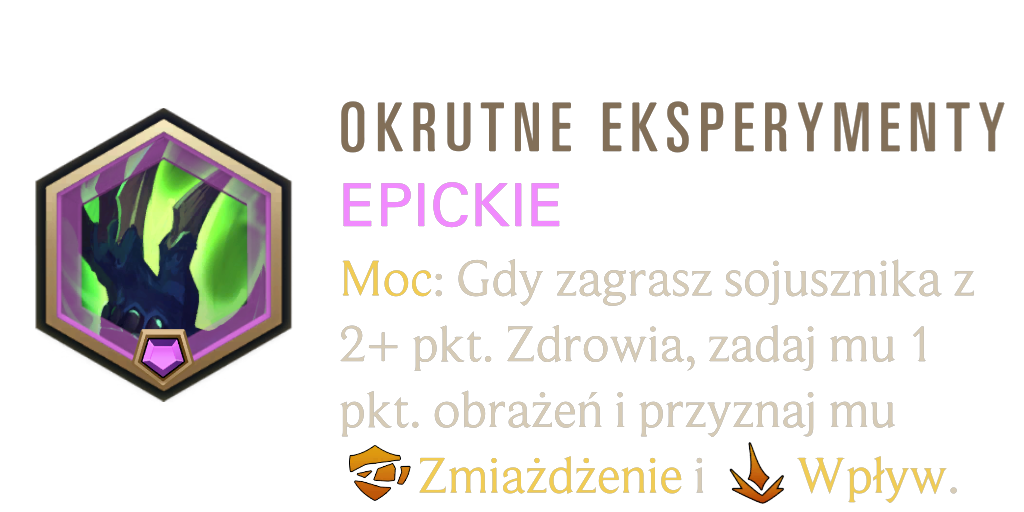 OKRUTNE EKSPERYMENTY
EPICKIE
Moc: Gdy zagrasz sojusznika z
2+ pkt. Zdrowia, zadaj mu 1
pkt. obrażeń i przyznaj mu
Zmiażdżenie i Wpływ.